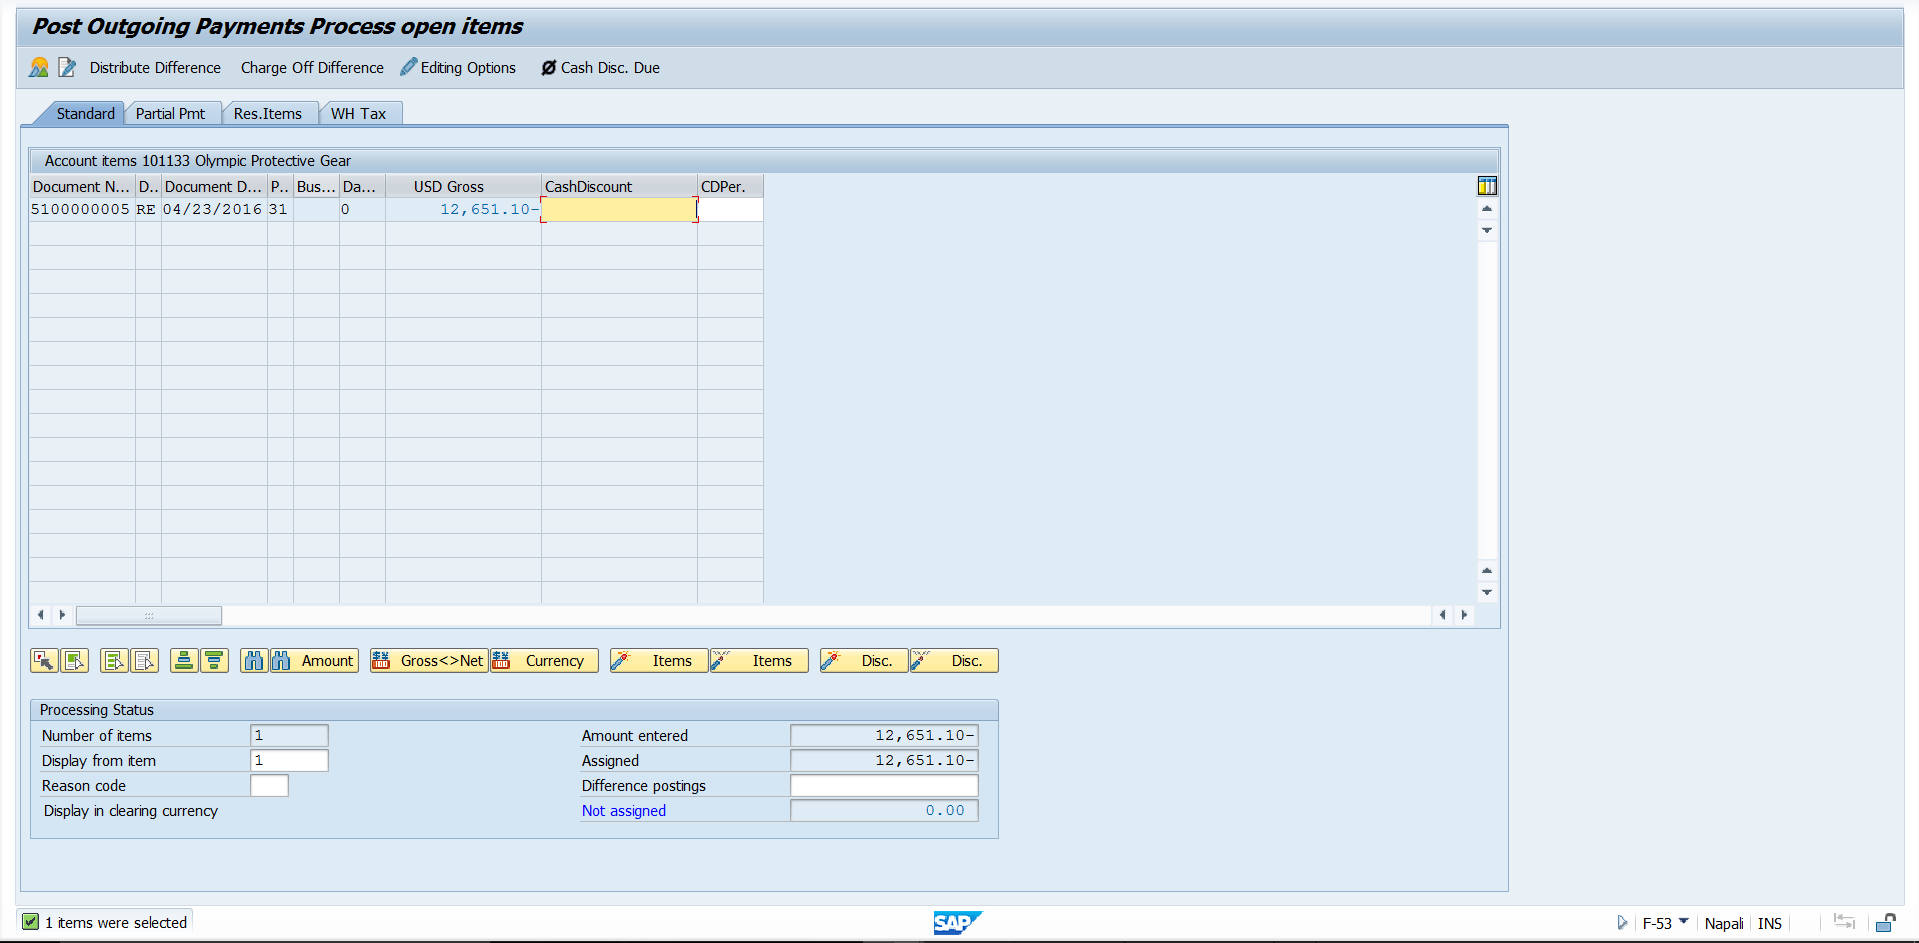 Post Outgoing Payments Process open items
Distribute Difference Charge Off Difference Editing Options Cash Disc. Due
Standard Partial Pmt Res.Items WH Tax
Account items 101133 Olympic Protective Gear
Document N... D.. Document D... P.. Bus... Da... USD Gross CashDiscount CDPer.
5100000005 RE 04/23/2016 31 0 12,651.10-
Amount Gross<>Net Currency Items Items Disc. Disc.
Processing Status
Number of items 1 Amount entered 12,651.10-
Display from item 1 Assigned 12,651.10-
Reason code Difference postings
Display in clearing currency Not assigned 0.00
1 items were selected SAP F-53 Napali INS